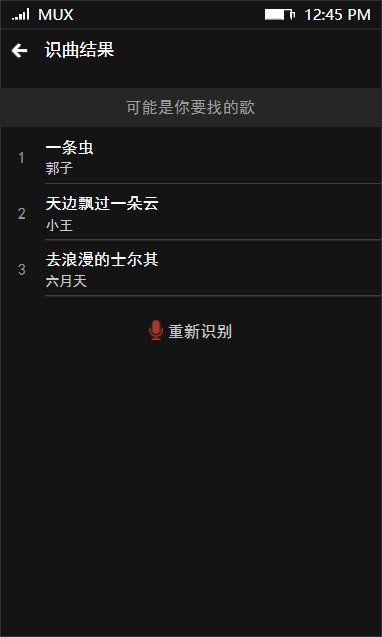 MUX 12:45 PM
识曲结果
可能是你要找的歌
1 一条虫
郭子
2 天边飘过一朵云
小王
3 去浪漫的士尔其
六月天
重新识别